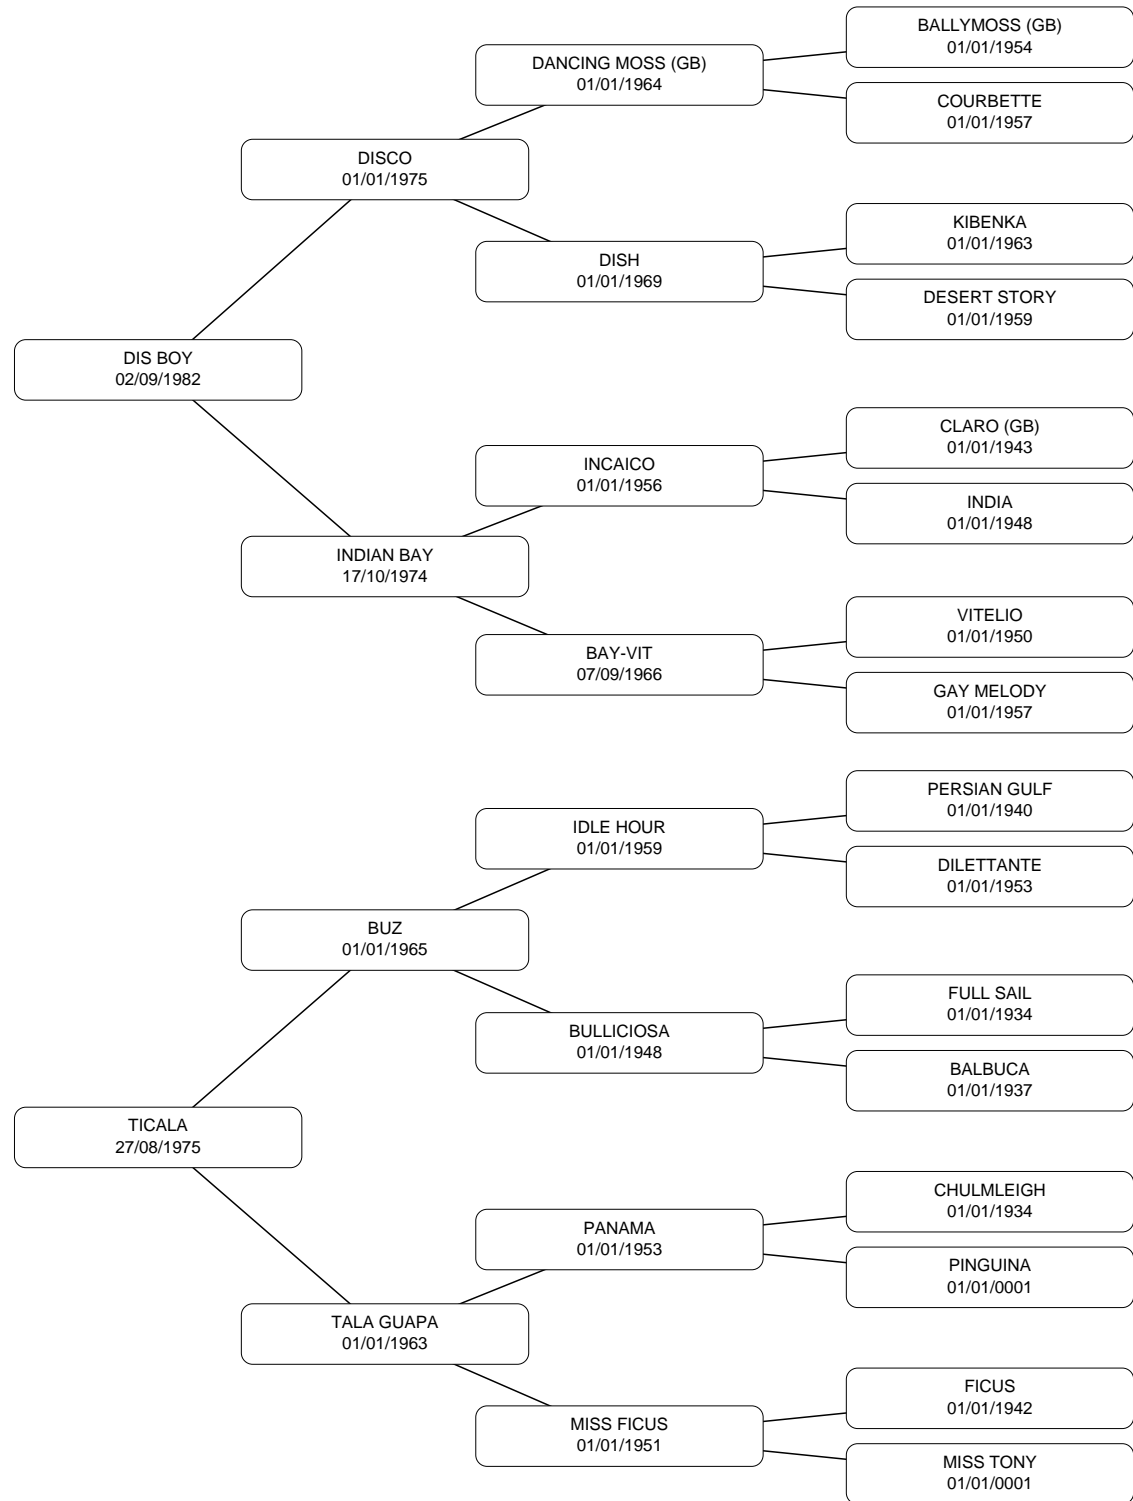 BALLYMOSS (GB)
01/01/1954
DANCING MOSS (GB)
01/01/1964
COURBETTE
01/01/1957
DISCO
01/01/1975
KIBENKA
01/01/1963
DISH
01/01/1969
DESERT STORY
01/01/1959
DIS BOY
02/09/1982
CLARO (GB)
01/01/1943
INCAICO
01/01/1956
INDIA
01/01/1948
INDIAN BAY
17/10/1974
VITELIO
01/01/1950
BAY-VIT
07/09/1966
GAY MELODY
01/01/1957
PERSIAN GULF
01/01/1940
IDLE HOUR
01/01/1959
DILETTANTE
01/01/1953
BUZ
01/01/1965
FULL SAIL
01/01/1934
BULLICIOSA
01/01/1948
BALBUCA
01/01/1937
TICALA
27/08/1975
CHULMLEIGH
01/01/1934
PANAMA
01/01/1953
PINGUINA
01/01/0001
TALA GUAPA
01/01/1963
FICUS
01/01/1942
MISS FICUS
01/01/1951
MISS TONY
01/01/0001